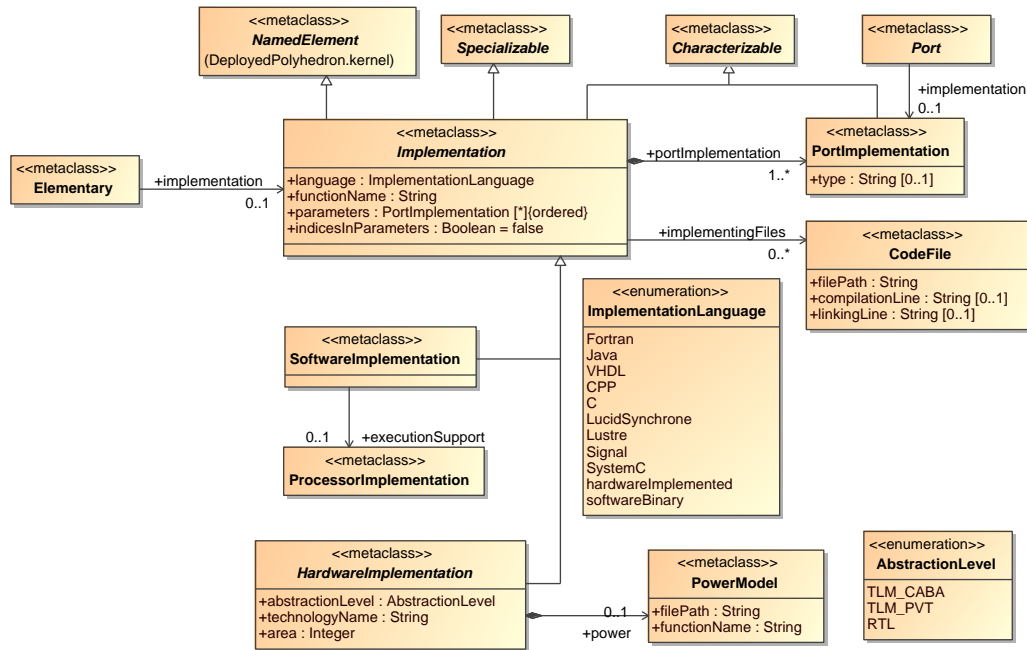 <<metaclass>>
NamedElement
(DeployedPolyhedron.kernel)
<<metaclass>>
Specializable
<<metaclass>>
Characterizable
<<metaclass>>
Port
+implementation
0..1
<<metaclass>>
Elementary
+implementation
0..1
<<metaclass>>
Implementation
+language : ImplementationLanguage
+functionName : String
+parameters : PortImplementation [*]{ordered}
+indicesInParameters : Boolean = false
+portImplementation
1..*
<<metaclass>>
PortImplementation
+type : String [0..1]
+implementingFiles
0..*
<<metaclass>>
CodeFile
+filePath : String
+compilationLine : String [0..1]
+linkingLine : String [0..1]
<<enumeration>>
ImplementationLanguage
Fortran
Java
VHDL
CPP
C
LucidSynchrone
Lustre
Signal
SystemC
hardwareImplemented
softwareBinary
<<metaclass>>
SoftwareImplementation
0..1
+executionSupport
<<metaclass>>
ProcessorImplementation
<<metaclass>>
HardwareImplementation
+abstractionLevel : AbstractionLevel
+technologyName : String
+area : Integer
0..1
+power
<<metaclass>>
PowerModel
+filePath : String
+functionName : String
<<enumeration>>
AbstractionLevel
TLM_CABA
TLM_PVT
RTL